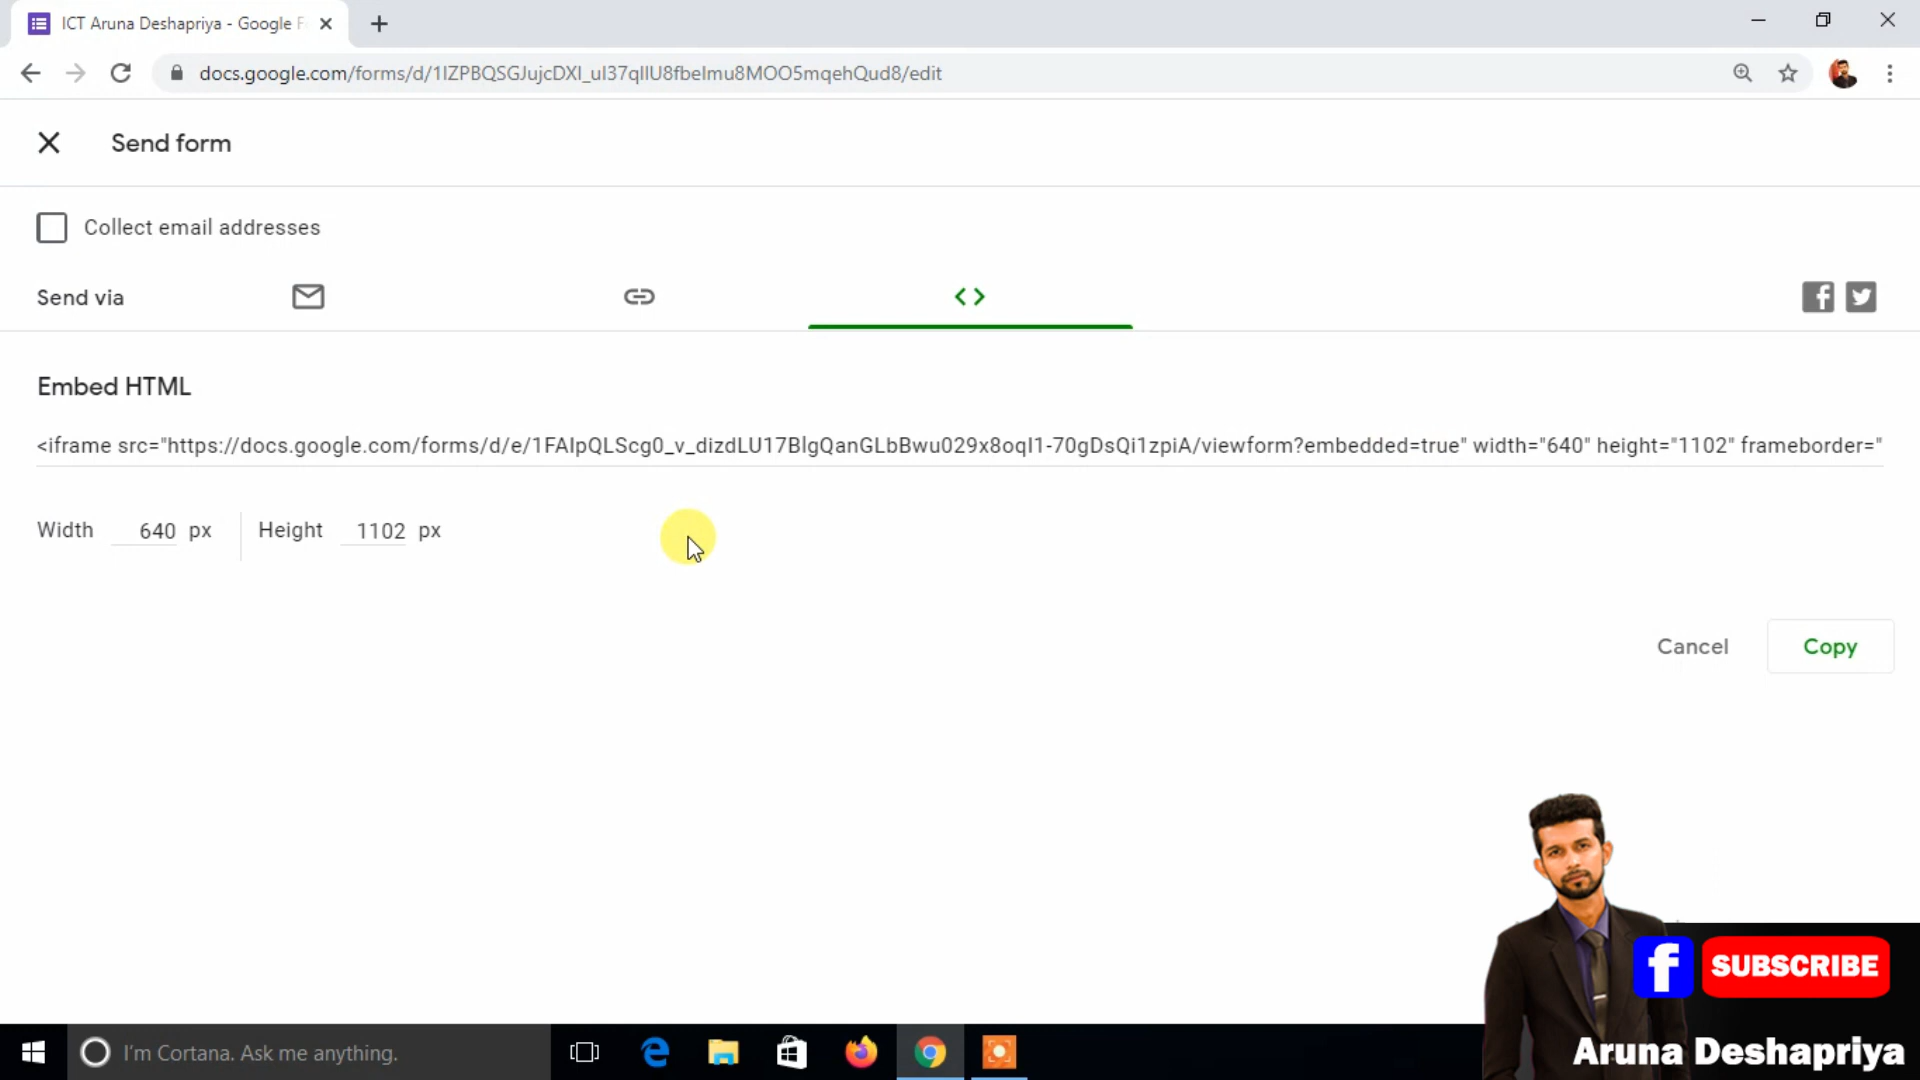 ICT Aruna Deshapriya - Google F
docs.google.com/forms/d/1IZPBQSGJujcDXI_uI37qIIU8fbeImu8MOO5mqehQud8/edit
Send form
Collect email addresses
Send via
Embed HTML
<iframe src="https://docs.google.com/forms/d/e/1FAIpQLScg0_v_dizdLU17BlgQanGLbBwu029x8oqI1-70gDsQi1zpiA/viewform?embedded=true" width="640" height="1102" frameborder="
Width 640 px Height 1102 px
Cancel Copy
SUBSCRIBE
I'm Cortana. Ask me anything.
Aruna Deshapriya